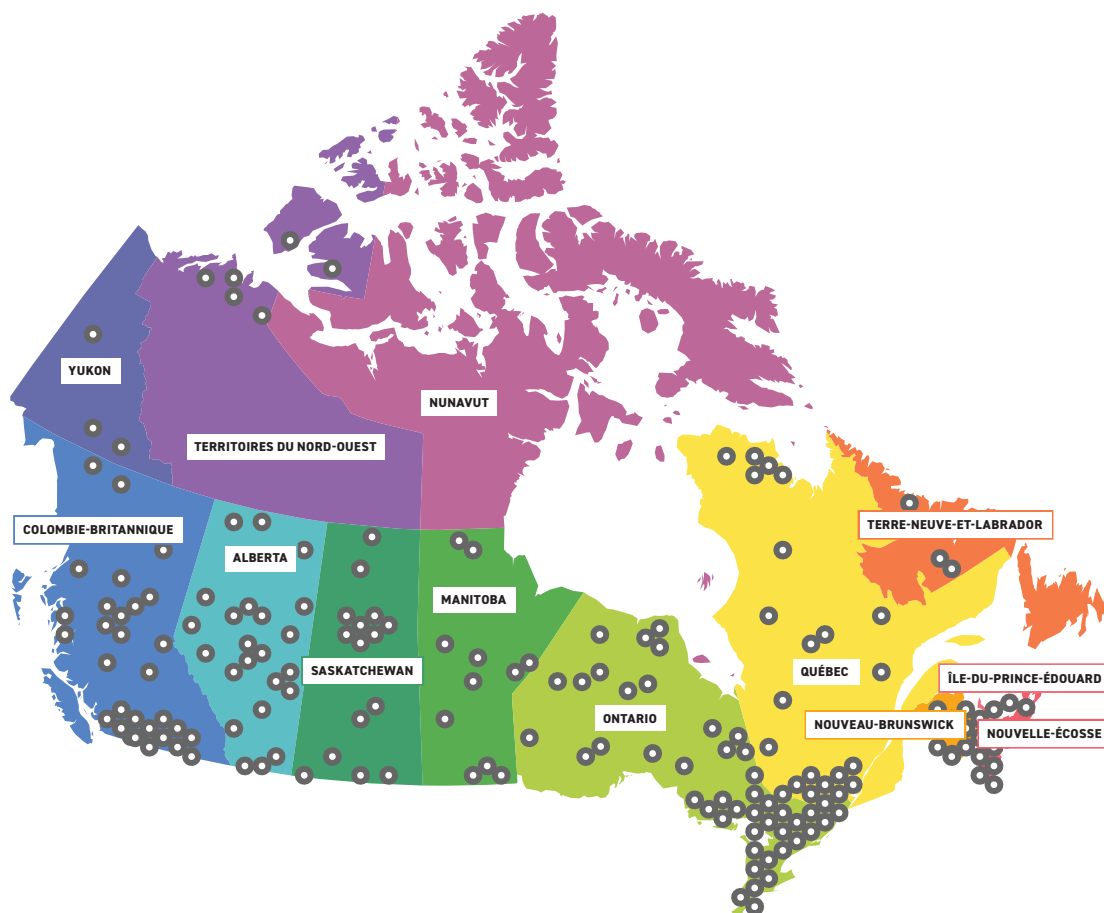 YUKON
NUNAVUT
TERRITOIRES DU NORD-OUEST
COLOMBIE-BRITANNIQUE
TERRE-NEUVE-ET-LABRADOR
ALBERTA
MANITOBA
SASKATCHEWAN
QUÉBEC
ÎLE-DU-PRINCE-ÉDOUARD
ONTARIO
NOUVEAU-BRUNSWICK
NOUVELLE-ÉCOSSE